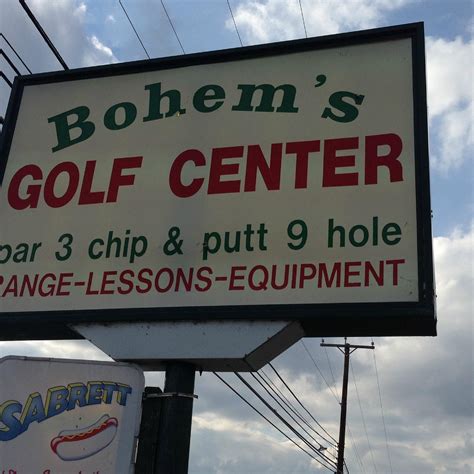 Bohem's
GOLF CENTER
par 3 chip & putt 9 hole
RANGE-LESSONS-EQUIPMENT
SABRETT